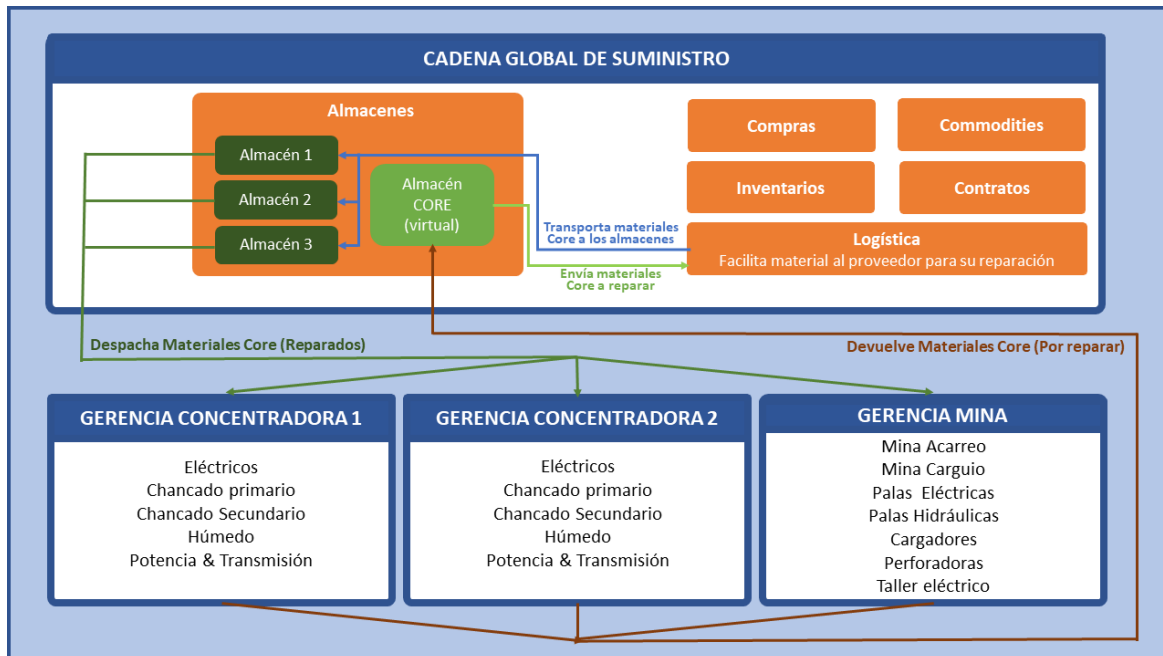 CADENA GLOBAL DE SUMINISTRO
Almacenes
Almacén 1
Almacén 2
Almacén 3
Almacén
CORE
(virtual)
Compras
Commodities
Inventarios
Contratos
Transporta materiales
Core a los almacenes
Logística
Facilita material al proveedor para su reparación
Envía materiales
Core a reparar
Despacha Materiales Core (Reparados)
Devuelve Materiales Core (Por reparar)
GERENCIA CONCENTRADORA 1
Eléctricos
Chancado primario
Chancado Secundario
Húmedo
Potencia & Transmisión
GERENCIA CONCENTRADORA 2
Eléctricos
Chancado primario
Chancado Secundario
Húmedo
Potencia & Transmisión
GERENCIA MINA
Mina Acarreo
Mina Carguio
Palas Eléctricas
Palas Hidráulicas
Cargadores
Perforadoras
Taller eléctrico